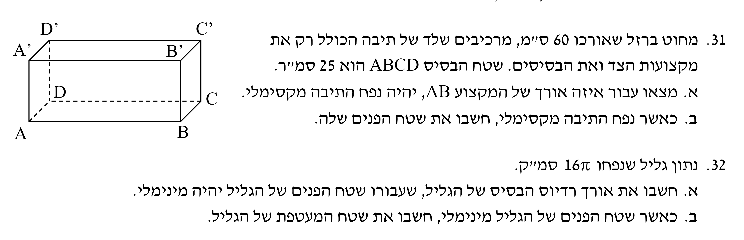 31. מחוט ברזל שאורכו 60 ס״מ, מרכיבים שלד של תיבה הכולל רק את
מקצועות הצד ואת הבסיסים. שטח הבסיס ABCD הוא 25 סמ״ר.
א. מצאו עבור איזה אורך של המקצוע AB, יהיה נפח התיבה מקסימלי.
ב. כאשר נפח התיבה מקסימלי, חשבו את שטח הפנים שלה.
D' C'
A' B'
D C
A B
32. נתון גליל שנפחו 16π סמ״ק.
א. חשבו את אורך רדיוס הבסיס של הגליל, שעבורו שטח הפנים של הגליל יהיה מינימלי.
ב. כאשר שטח הפנים של הגליל מינימלי, חשבו את שטח המעטפת של הגליל.